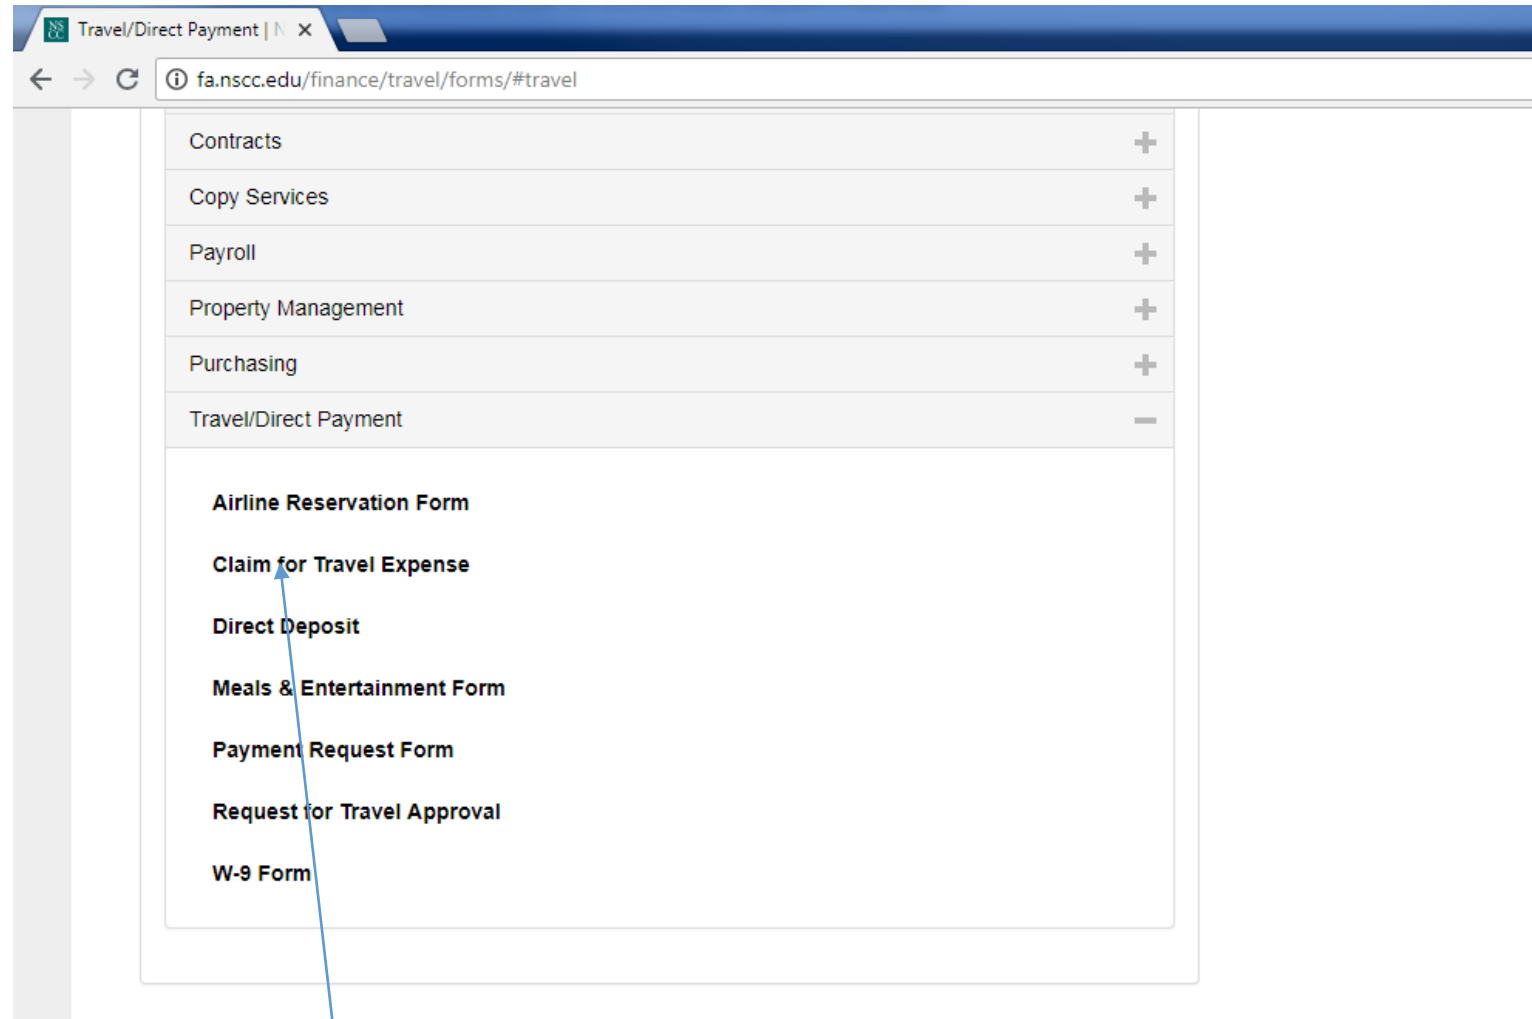 NS
CC
Travel/Direct Payment | N
fa.nscc.edu/finance/travel/forms/#travel
Contracts
Copy Services
Payroll
Property Management
Purchasing
Travel/Direct Payment
Airline Reservation Form
Claim for Travel Expense
Direct Deposit
Meals & Entertainment Form
Payment Request Form
Request for Travel Approval
W-9 Form